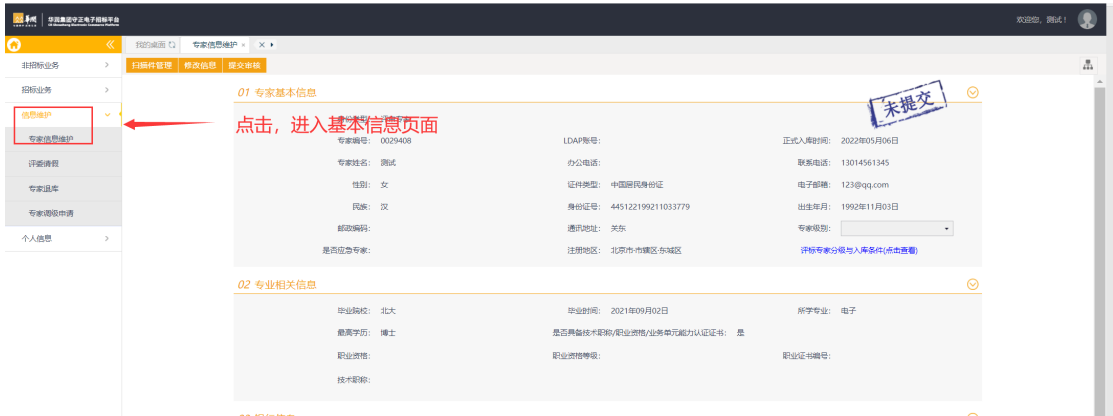 华润集团守正电子招标平台
欢迎您, 测试!
我的桌面 专家信息维护 ×
非招标业务
扫描件管理 修改信息 提交审核
招标业务
01 专家基本信息
未提交
信息维护
点击，进入基本信息页面
专家信息维护
专家编号: 0029408 LDAP账号: 正式入库时间: 2022年05月06日
评委请假
专家姓名: 测试 办公电话: 联系电话: 13014561345
专家退库
性别: 女 证件类型: 中国居民身份证 电子邮箱: 123@qq.com
专家调级申请
民族: 汉 身份证号: 445122199211033779 出生年月: 1992年11月03日
邮政编码: 通讯地址: 关东 专家级别:
个人信息
是否应急专家: 注册地区: 北京市·市辖区·东城区 评标专家分级与入库条件(点击查看)
02 专业相关信息
毕业院校: 北大 毕业时间: 2021年09月02日 所学专业: 电子
最高学历: 博士 是否具备技术职称/职业资格/业务单元能力认证证书: 是
职业资格: 职业资格等级: 职业证书编号:
技术职称: